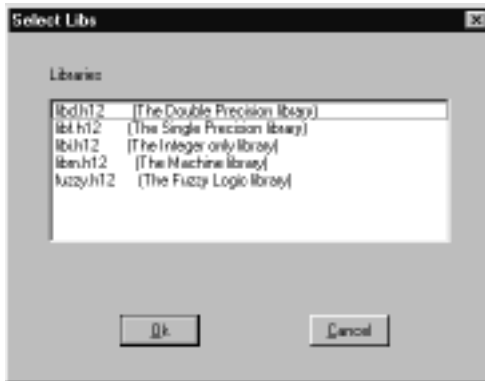 Select Libs
Libraries
libd.h12 (The Double Precision library)
libf.h12 (The Single Precision library)
libi.h12 (The Integer only library)
libm.h12 (The Machine library)
fuzzy.h12 (The Fuzzy Logic library)
Ok
Cancel